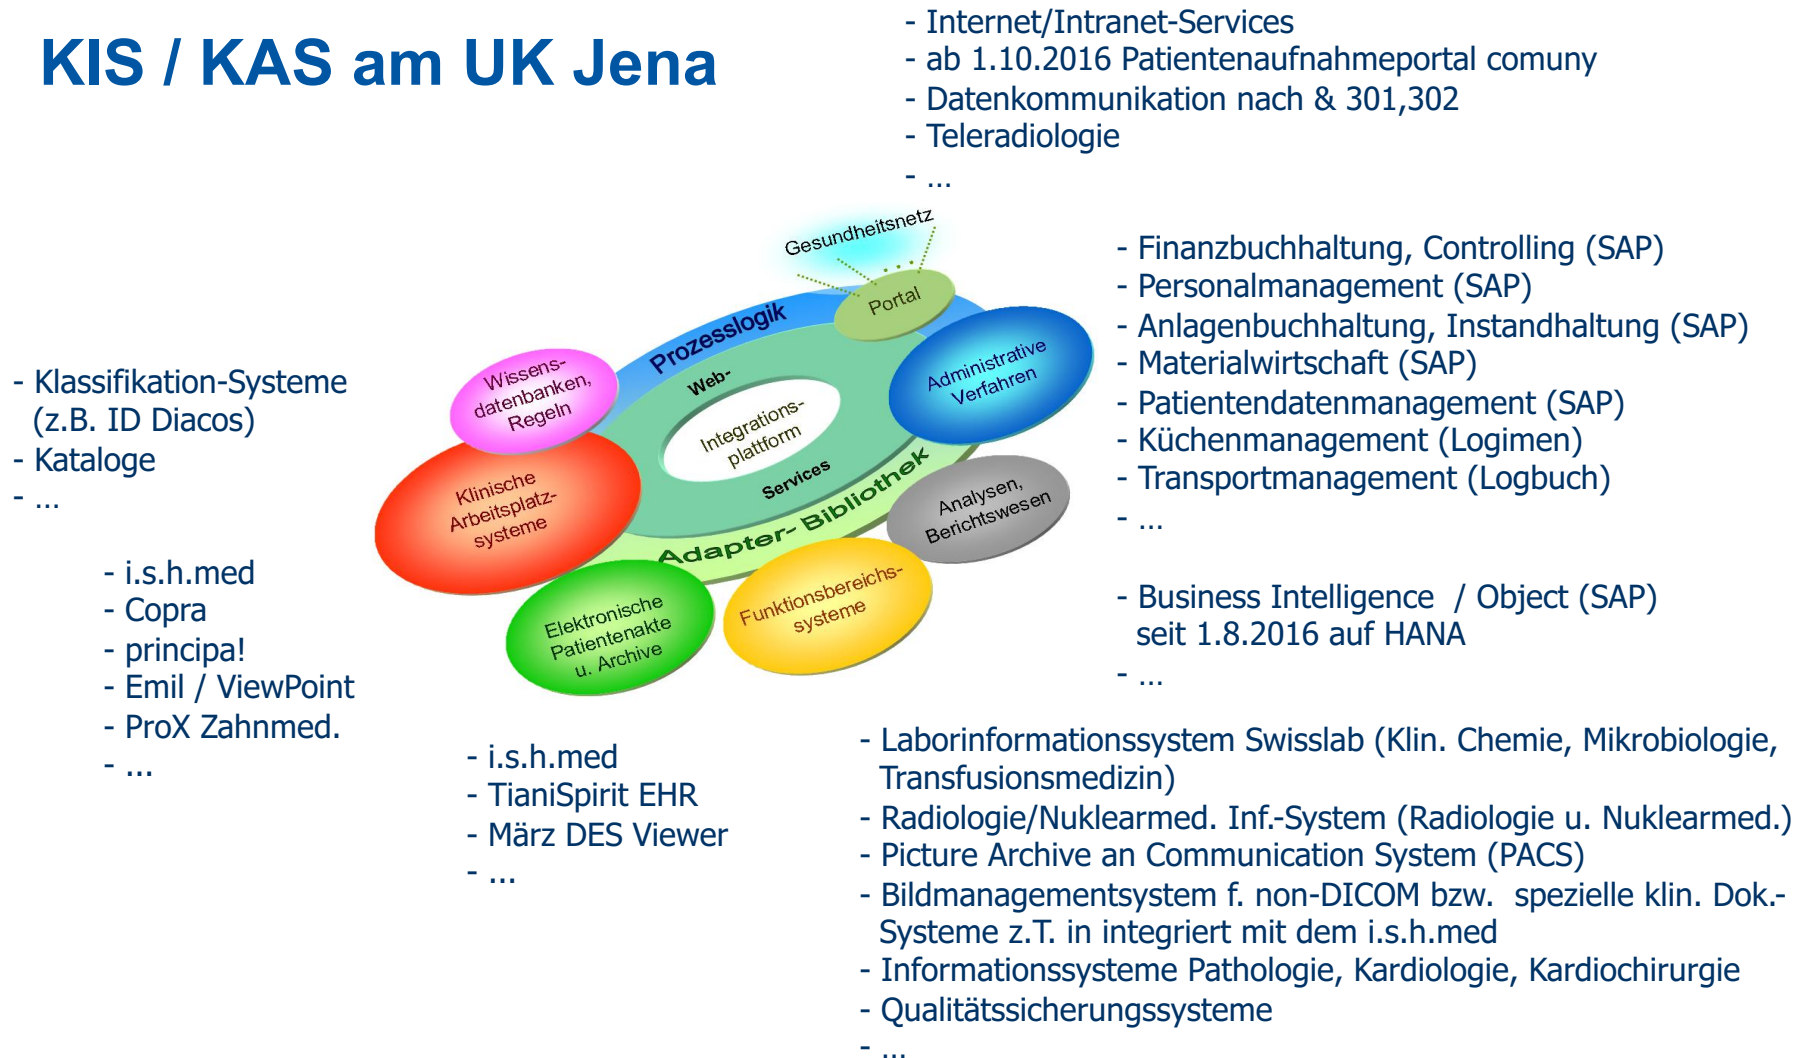 KIS / KAS am UK Jena
- Internet/Intranet-Services
- ab 1.10.2016 Patientenaufnahmeportal comuny
- Datenkommunikation nach & 301,302
- Teleradiologie
- ...
Gesundheitsnetz
Portal
Prozesslogik
Web-
Services
Integrations-
plattform
Adapter- Bibliothek
Wissens-
datenbanken,
Regeln
Administrative
Verfahren
Klinische
Arbeitsplatz-
systeme
Analysen,
Berichtswesen
Elektronische
Patientenakte
u. Archive
Funktionsbereichs-
systeme
- Finanzbuchhaltung, Controlling (SAP)
- Personalmanagement (SAP)
- Anlagenbuchhaltung, Instandhaltung (SAP)
- Materialwirtschaft (SAP)
- Patientendatenmanagement (SAP)
- Küchenmanagement (Logimen)
- Transportmanagement (Logbuch)
- ...
- Klassifikation-Systeme
(z.B. ID Diacos)
- Kataloge
- ...
- i.s.h.med
- Copra
- principa!
- Emil / ViewPoint
- ProX Zahnmed.
- ...
- Business Intelligence / Object (SAP)
seit 1.8.2016 auf HANA
- ...
- i.s.h.med
- TianiSpirit EHR
- März DES Viewer
- ...
- Laborinformationssystem Swisslab (Klin. Chemie, Mikrobiologie,
Transfusionsmedizin)
- Radiologie/Nuklearmed. Inf.-System (Radiologie u. Nuklearmed.)
- Picture Archive an Communication System (PACS)
- Bildmanagementsystem f. non-DICOM bzw. spezielle klin. Dok.-
Systeme z.T. in integriert mit dem i.s.h.med
- Informationssysteme Pathologie, Kardiologie, Kardiochirurgie
- Qualitätssicherungssysteme
- ...